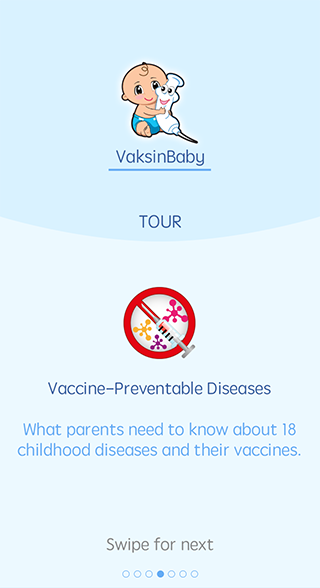 VaksinBaby
TOUR
Vaccine-Preventable Diseases
What parents need to know about 18
childhood diseases and their vaccines.
Swipe for next